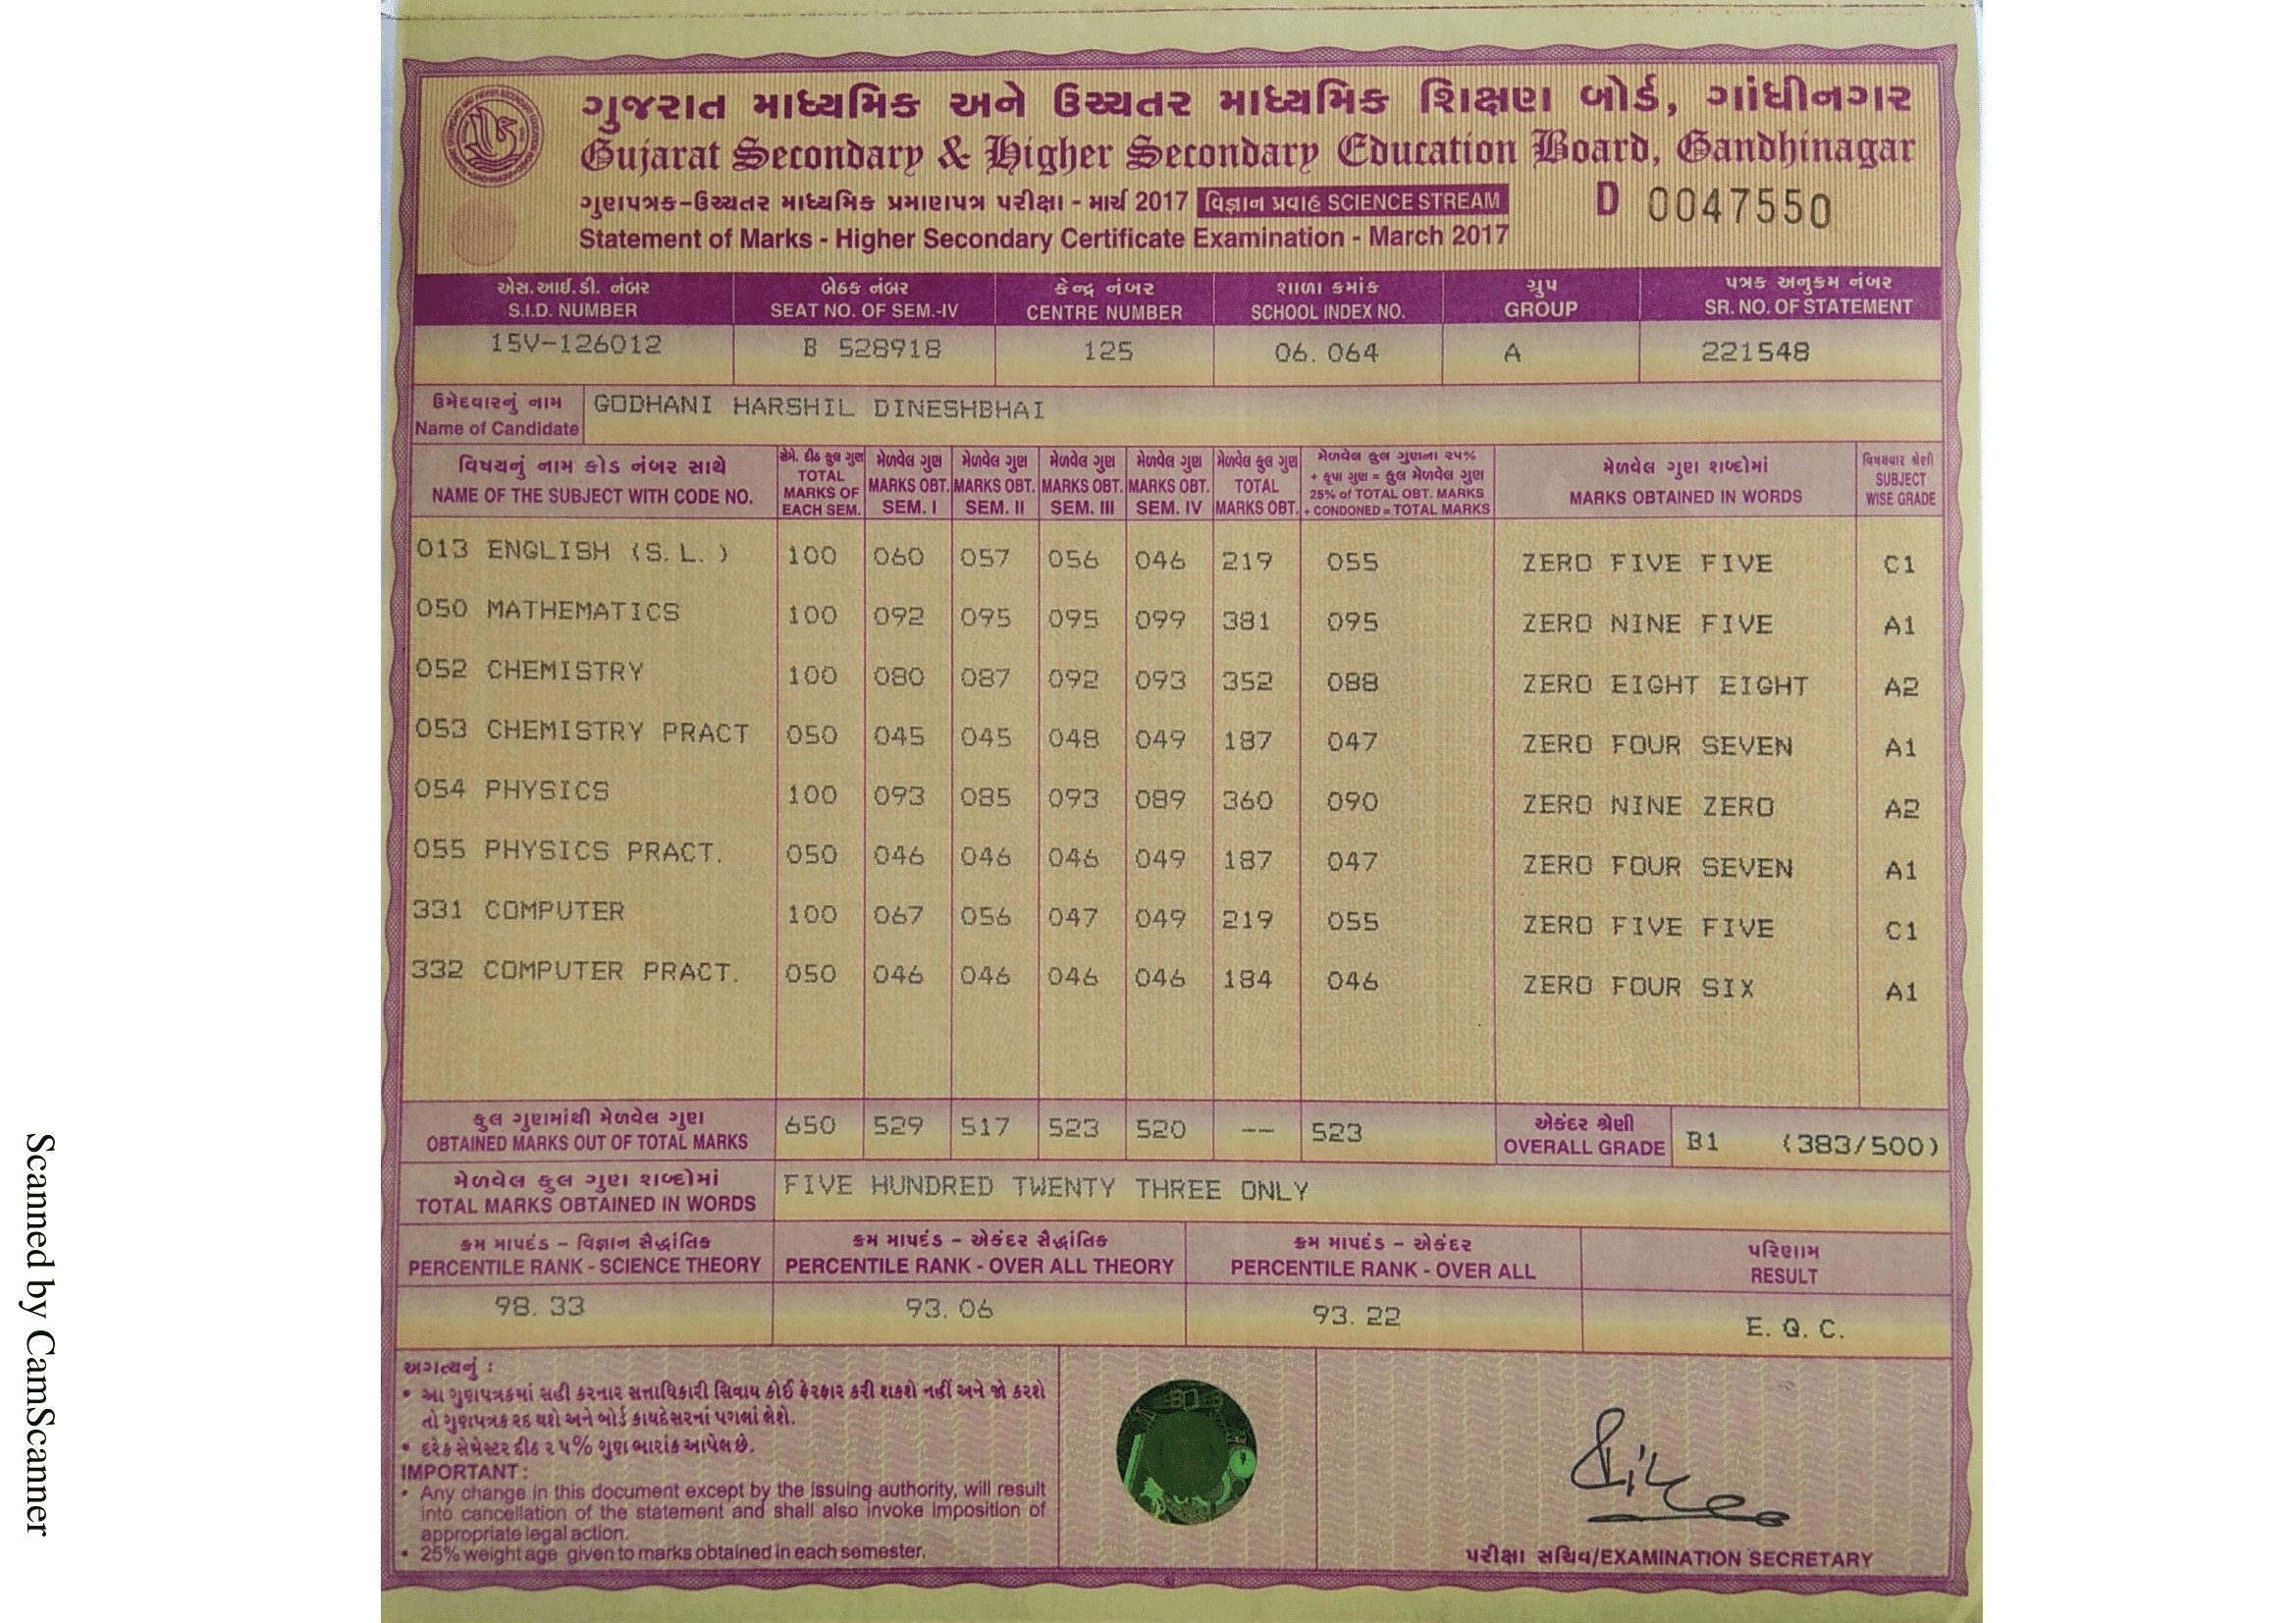 ગુજરાત માધ્યમિક અને ઉચ્ચતર માધ્યમિક શિક્ષણ બોર્ડ, ગાંધીનગર
Gujarat Secondary & Higher Secondary Education Board, Gandhinagar
ગુણપત્રક-ઉચ્ચતર માધ્યમિક પ્રમાણપત્ર પરીક્ષા - માર્ચ 2017 વિજ્ઞાન પ્રવાહ SCIENCE STREAM D 0047550
Statement of Marks - Higher Secondary Certificate Examination - March 2017
એસ.આઈ.ડી. નંબર બેઠક નંબર કેન્દ્ર નંબર શાળા ક્રમાંક ગ્રુપ પત્રક અનુક્રમ નંબર
S.I.D. NUMBER SEAT NO. OF SEM.-IV CENTRE NUMBER SCHOOL INDEX NO. GROUP SR. NO. OF STATEMENT
15V-126012 B 528918 125 06.064 A 221548
ઉમેદવારનું નામ
Name of Candidate GODHANI HARSHIL DINESHBHAI
વિષયનું નામ કોડ નંબર સાથે
NAME OF THE SUBJECT WITH CODE NO.
સેમે. દીઠ કુલ ગુણ
TOTAL
MARKS OF
EACH SEM.
મેળવેલ ગુણ
MARKS OBT.
SEM. I
મેળવેલ ગુણ
MARKS OBT.
SEM. II
મેળવેલ ગુણ
MARKS OBT.
SEM. III
મેળવેલ ગુણ
MARKS OBT.
SEM. IV
મેળવેલ કુલ ગુણ
TOTAL
MARKS OBT.
મેળવેલ કુલ ગુણના ૨૫%
+ કૃપા ગુણ = કુલ મેળવેલ ગુણ
25% of TOTAL OBT. MARKS
+ CONDONED = TOTAL MARKS
મેળવેલ ગુણ શબ્દોમાં
MARKS OBTAINED IN WORDS
વિષયવાર શ્રેણી
SUBJECT
WISE GRADE
013 ENGLISH (S.L.) 100 060 057 056 046 219 055 ZERO FIVE FIVE C1
050 MATHEMATICS 100 092 095 095 099 381 095 ZERO NINE FIVE A1
052 CHEMISTRY 100 080 087 092 093 352 088 ZERO EIGHT EIGHT A2
053 CHEMISTRY PRACT 050 045 045 048 049 187 047 ZERO FOUR SEVEN A1
054 PHYSICS 100 093 085 093 089 360 090 ZERO NINE ZERO A2
055 PHYSICS PRACT. 050 046 046 046 049 187 047 ZERO FOUR SEVEN A1
331 COMPUTER 100 067 056 047 049 219 055 ZERO FIVE FIVE C1
332 COMPUTER PRACT. 050 046 046 046 046 184 046 ZERO FOUR SIX A1
કુલ ગુણમાંથી મેળવેલ ગુણ
OBTAINED MARKS OUT OF TOTAL MARKS 650 529 517 523 520 -- 523
એકંદર શ્રેણી
OVERALL GRADE B1 (383/500)
મેળવેલ કુલ ગુણ શબ્દોમાં
TOTAL MARKS OBTAINED IN WORDS FIVE HUNDRED TWENTY THREE ONLY
ક્રમ માપદંડ - વિજ્ઞાન સૈદ્ધાંતિક ક્રમ માપદંડ - એકંદર સૈદ્ધાંતિક ક્રમ માપદંડ - એકંદર પરિણામ
PERCENTILE RANK - SCIENCE THEORY PERCENTILE RANK - OVER ALL THEORY PERCENTILE RANK - OVER ALL RESULT
98.33 93.06 93.22 E.Q.C.
અગત્યનું :
• આ ગુણપત્રકમાં સહી કરનાર સત્તાધિકારી સિવાય કોઈ ફેરફાર કરી શકશે નહીં અને જો કરશે
તો ગુણપત્રક રદ થશે અને બોર્ડ કાયદેસરનાં પગલાં લેશે.
• દરેક સેમેસ્ટર દીઠ ૨૫% ગુણ ભારાંક આપેલ છે.
IMPORTANT :
• Any change in this document except by the issuing authority, will result
into cancellation of the statement and shall also invoke imposition of
appropriate legal action.
• 25% weight age given to marks obtained in each semester.
પરીક્ષા સચિવ/EXAMINATION SECRETARY
Scanned by CamScanner